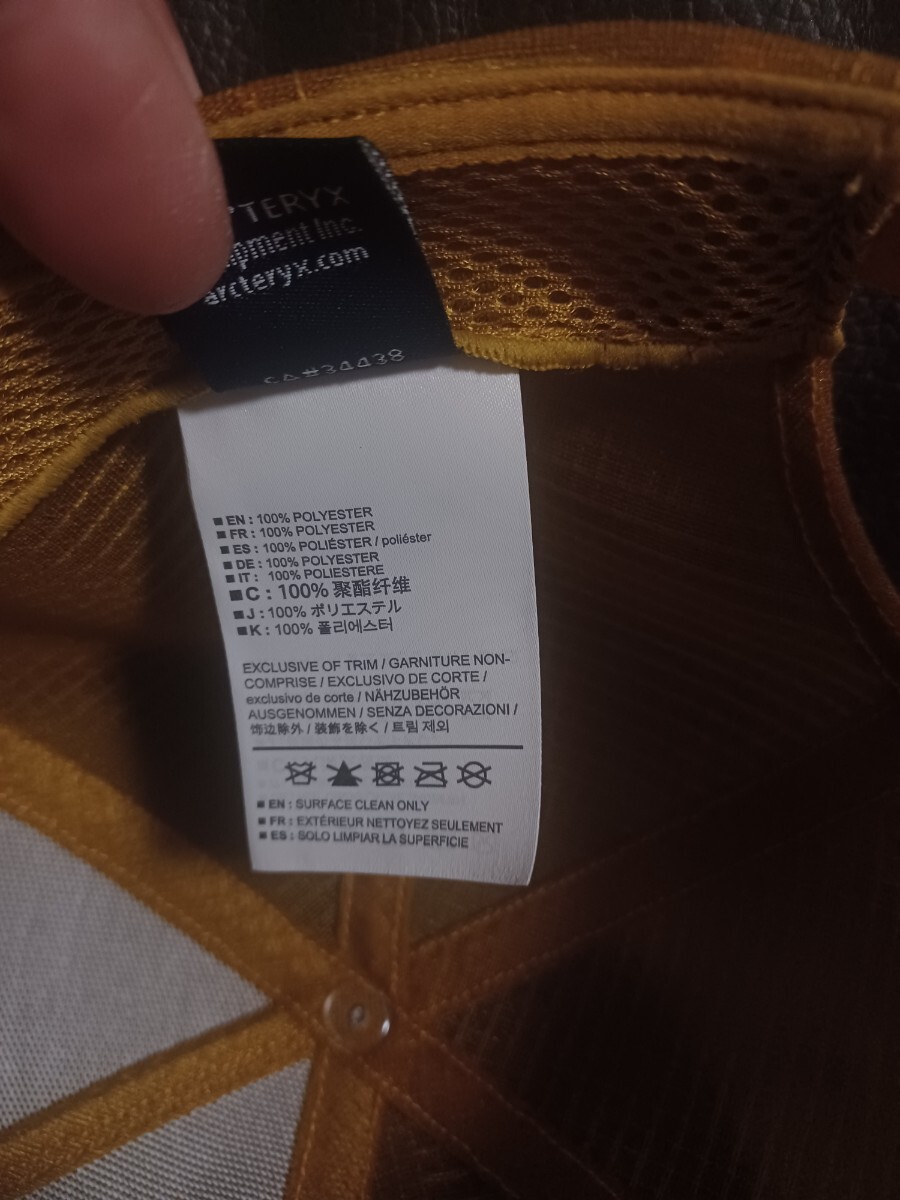 TERYX
opment Inc.
arcteryx.com
SA#34438
EN : 100% POLYESTER
FR : 100% POLYESTER
ES : 100% POLIÉSTER / poliéster
DE : 100% POLYESTER
IT : 100% POLIESTERE
C : 100% 聚酯纤维
J : 100% ポリエステル
K : 100% 폴리에스터
EXCLUSIVE OF TRIM / GARNITURE NON-
COMPRISE / EXCLUSIVO DE CORTE /
exclusivo de corte / NÄHZUBEHÖR
AUSGENOMMEN / SENZA DECORAZIONI /
饰边除外 / 装飾を除く / 트림 제외
EN : SURFACE CLEAN ONLY
FR : EXTÉRIEUR NETTOYEZ SEULEMENT
ES : SOLO LIMPIAR LA SUPERFICIE